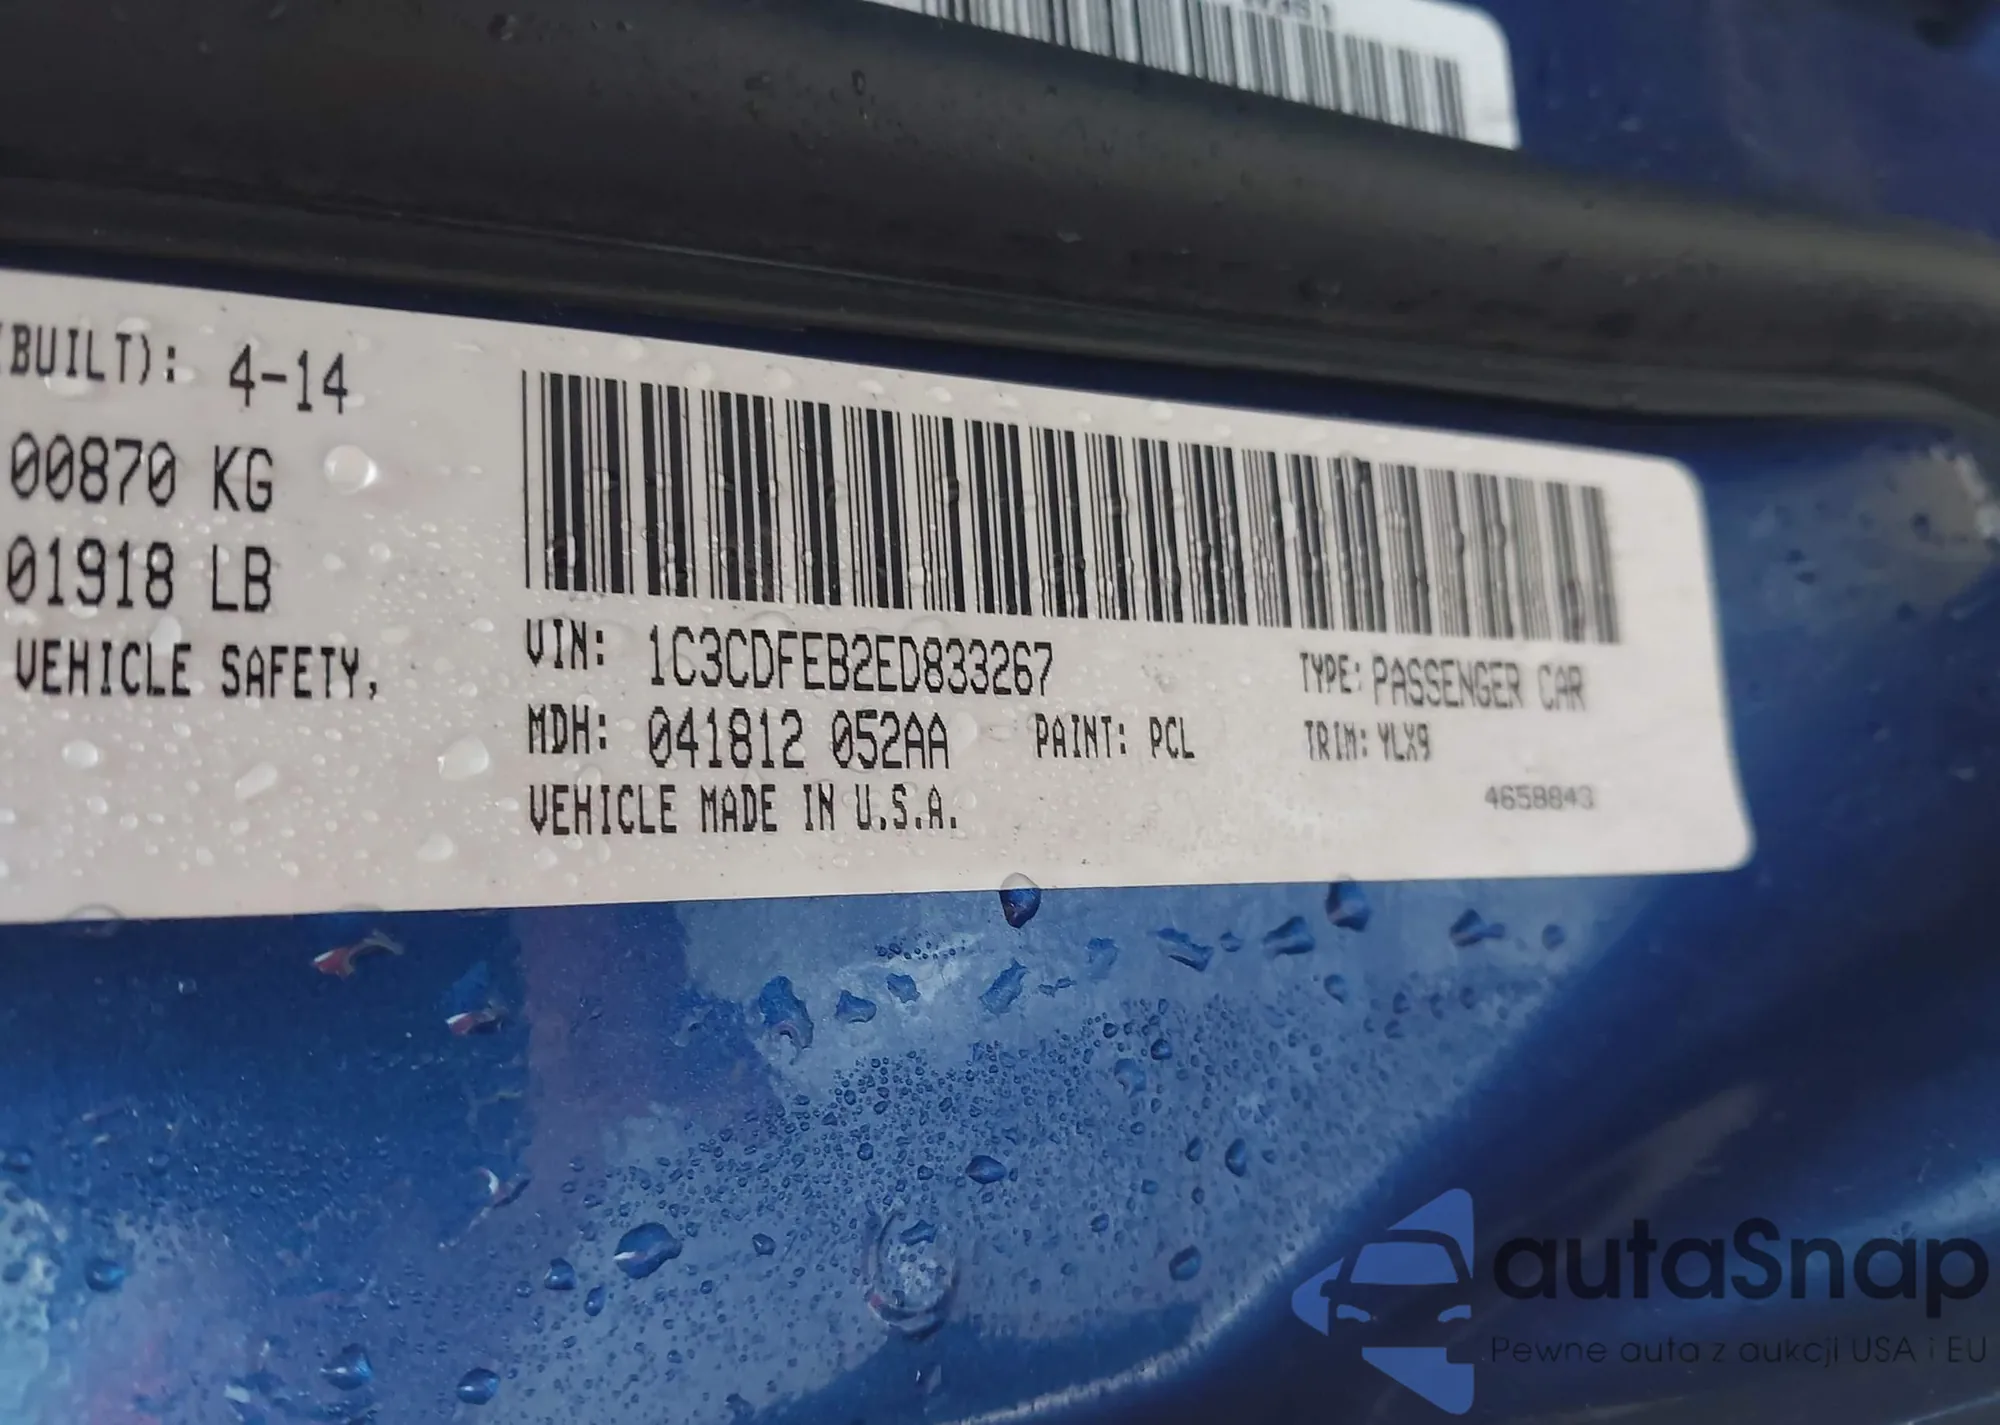 (BUILT): 4-14
00870 KG
01918 LB
VEHICLE SAFETY,
VIN: 1C3CDFEB2ED833267
TYPE: PASSENGER CAR
MDH: 041812 052AA
PAINT: PCL
TRIM: YLX9
VEHICLE MADE IN U.S.A.
4658843
autaSnap
Pewne auta z aukcji USA i EU